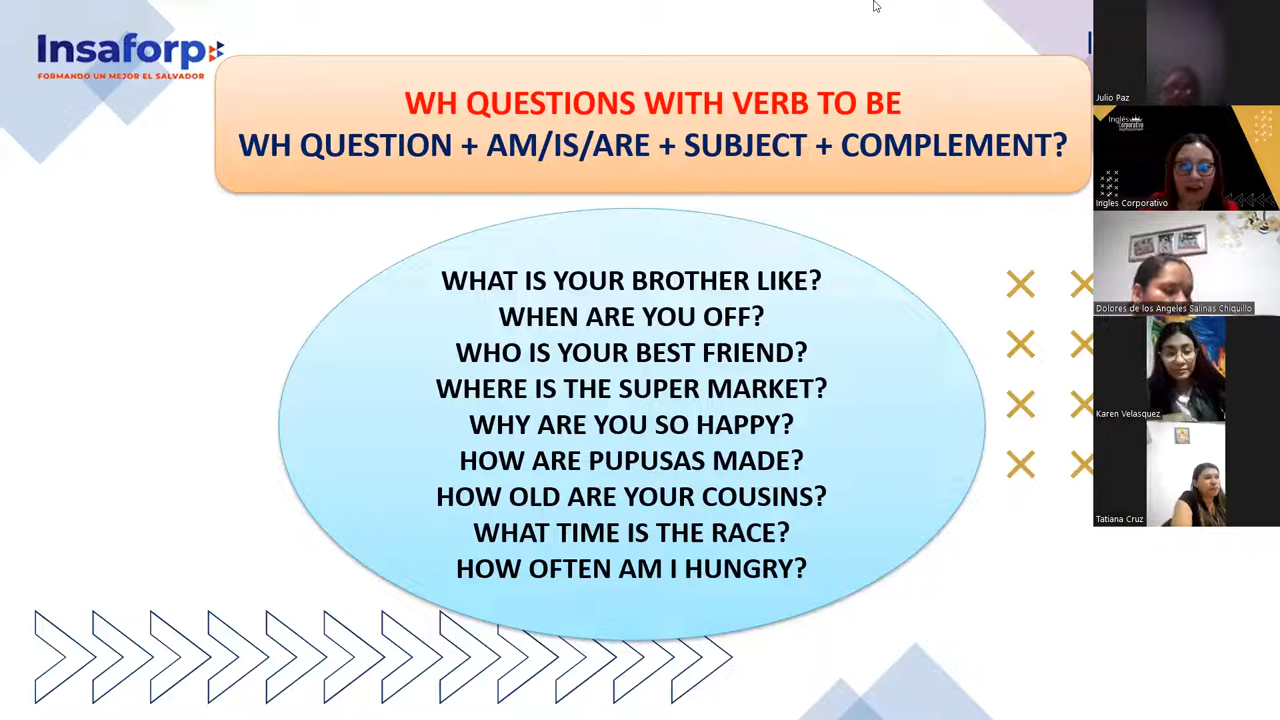 Insaforp
FORMANDO UN MEJOR EL SALVADOR
WH QUESTIONS WITH VERB TO BE
WH QUESTION + AM/IS/ARE + SUBJECT + COMPLEMENT?
WHAT IS YOUR BROTHER LIKE?
WHEN ARE YOU OFF?
WHO IS YOUR BEST FRIEND?
WHERE IS THE SUPER MARKET?
WHY ARE YOU SO HAPPY?
HOW ARE PUPUSAS MADE?
HOW OLD ARE YOUR COUSINS?
WHAT TIME IS THE RACE?
HOW OFTEN AM I HUNGRY?
Julio Paz
Inglés
Corporativo
Ingles Corporativo
Dolores de los Angeles Salinas Chiquillo
Karen Velasquez
Tatiana Cruz